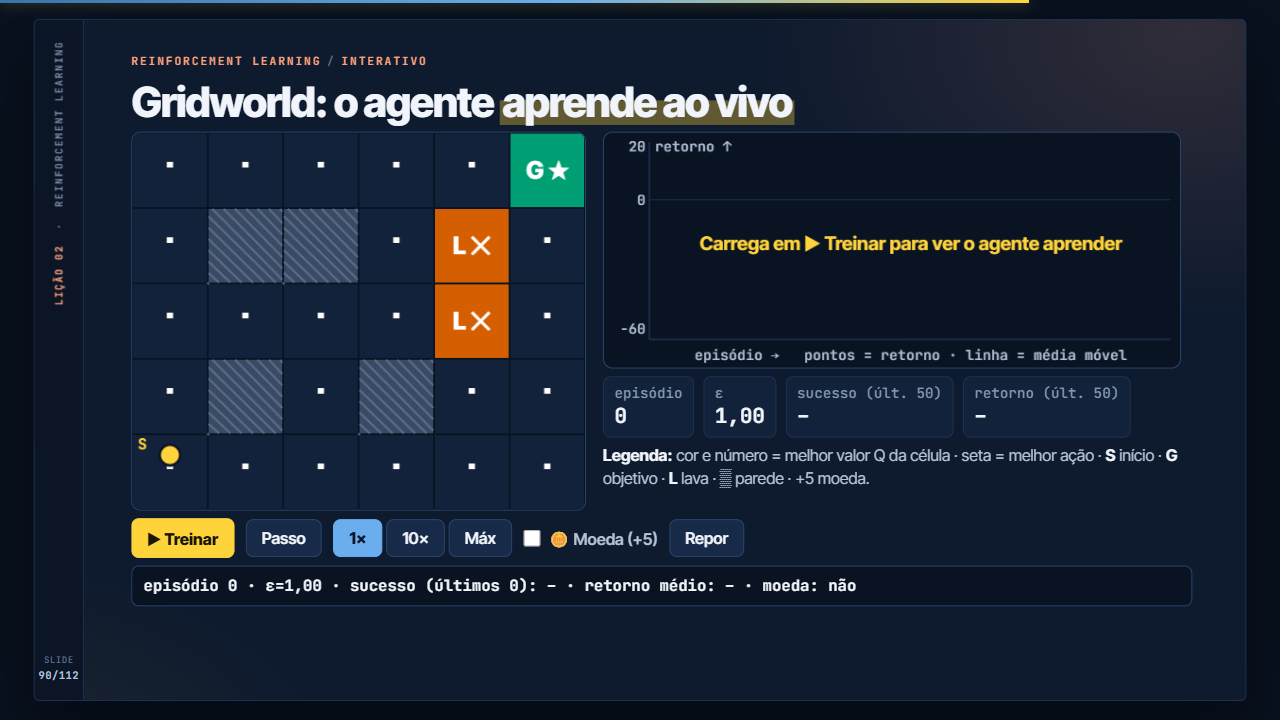 REINFORCEMENT LEARNING / INTERATIVO
Gridworld: o agente aprende ao vivo
G★
L✕
L✕
S
20 retorno ↑
0
Carrega em ▶ Treinar para ver o agente aprender
-60
episódio → pontos = retorno · linha = média móvel
episódio
0
ε
1,00
sucesso (últ. 50)
–
retorno (últ. 50)
–
Legenda: cor e número = melhor valor Q da célula · seta = melhor ação · S início · G
objetivo · L lava · ▒ parede · +5 moeda.
▶ Treinar
Passo
1×
10×
Máx
Moeda (+5)
Repor
episódio 0 · ε=1,00 · sucesso (últimos 0): – · retorno médio: – · moeda: não
LIÇÃO 02 · REINFORCEMENT LEARNING
SLIDE
90/112